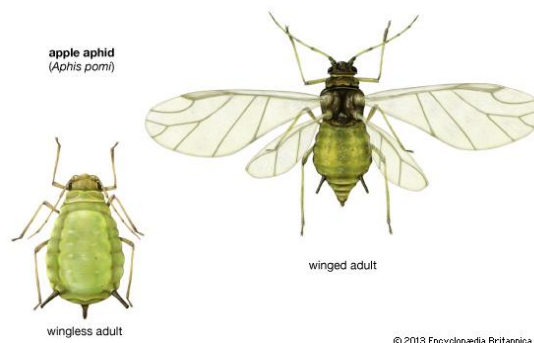 apple aphid
(Aphis pomi)
winged adult
wingless adult
© 2013 Encyclopædia Britannica